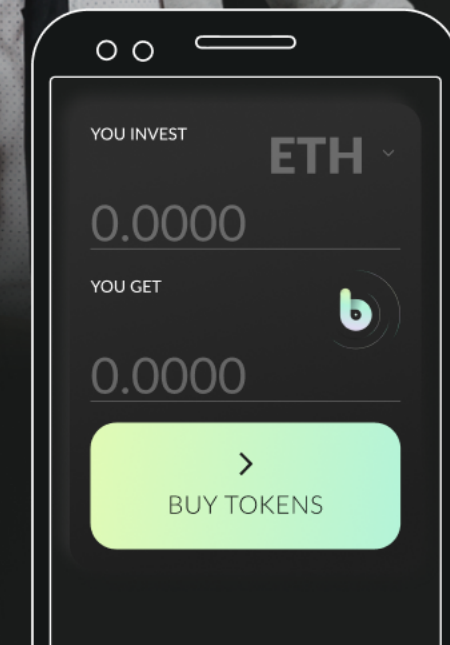 YOU INVEST
ETH
0.0000
YOU GET
b
0.0000
BUY TOKENS